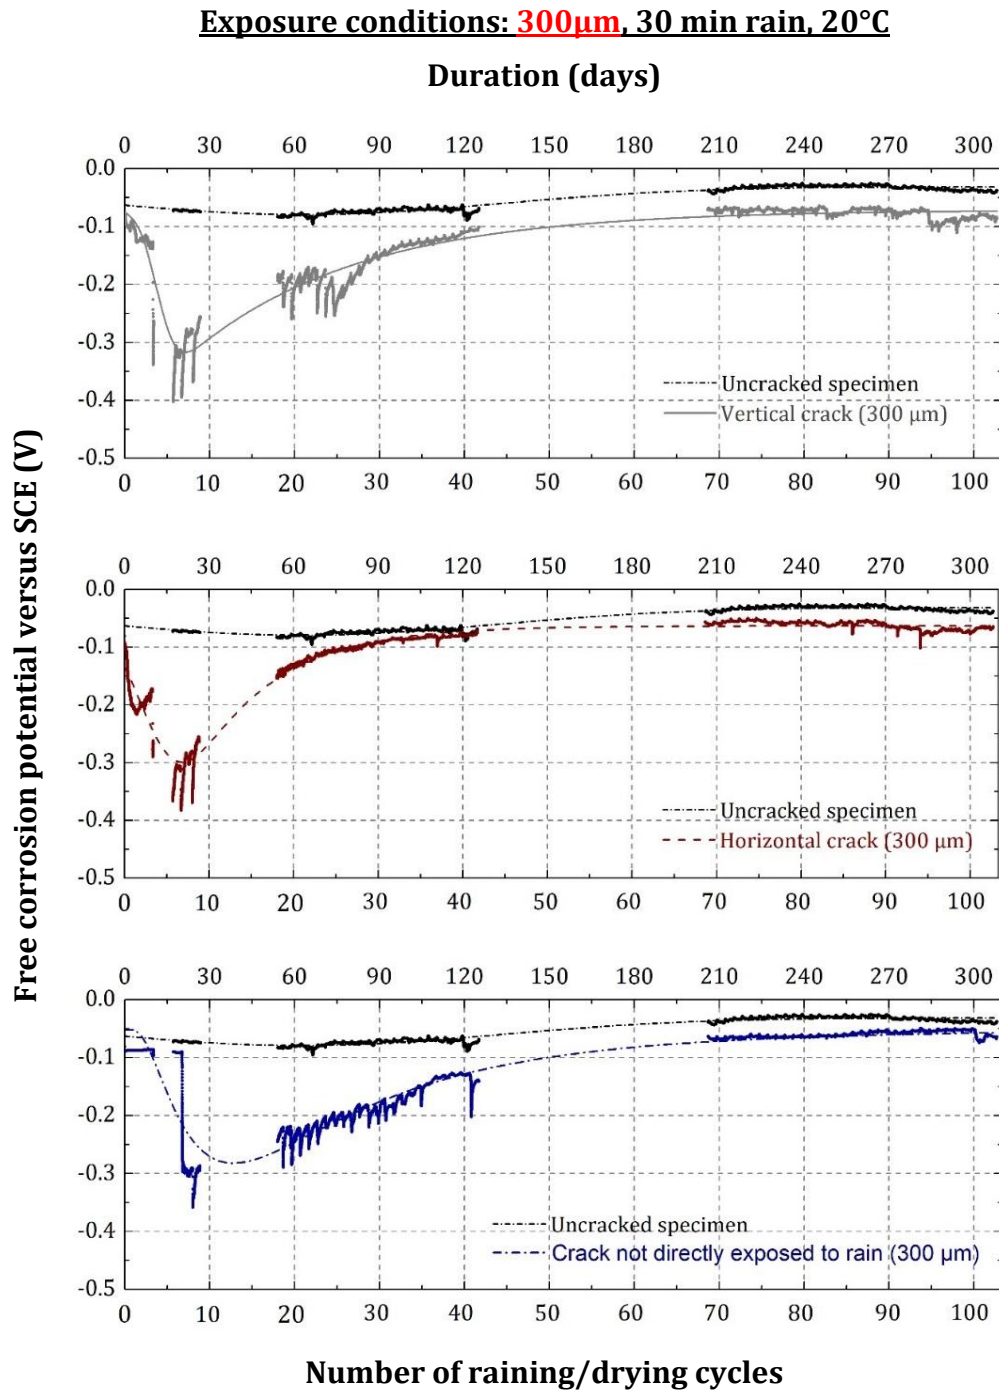 Exposure conditions: 300µm, 30 min rain, 20°C
Duration (days)
0 30 60 90 120 150 180 210 240 270 300
0.0
-0.1
-0.2
-0.3
-0.4
-0.5
Uncracked specimen
Vertical crack (300 µm)
0 10 20 30 40 50 60 70 80 90 100
Free corrosion potential versus SCE (V)
0 30 60 90 120 150 180 210 240 270 300
0.0
-0.1
-0.2
-0.3
-0.4
-0.5
Uncracked specimen
Horizontal crack (300 µm)
0 10 20 30 40 50 60 70 80 90 100
0 30 60 90 120 150 180 210 240 270 300
0.0
-0.1
-0.2
-0.3
-0.4
-0.5
Uncracked specimen
Crack not directly exposed to rain (300 µm)
0 10 20 30 40 50 60 70 80 90 100
Number of raining/drying cycles